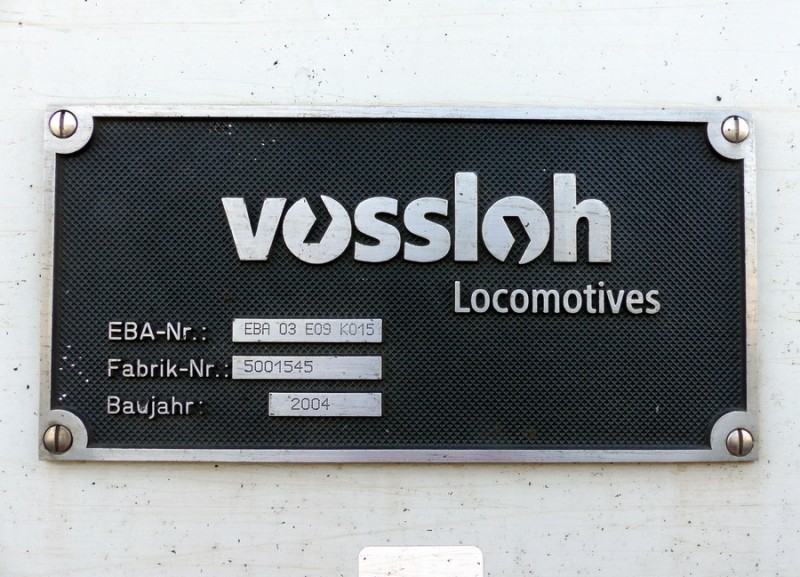 vossloh
Locomotives
EBA-Nr.: EBA 03 E09 K015
Fabrik-Nr.: 5001545
Baujahr: 2004